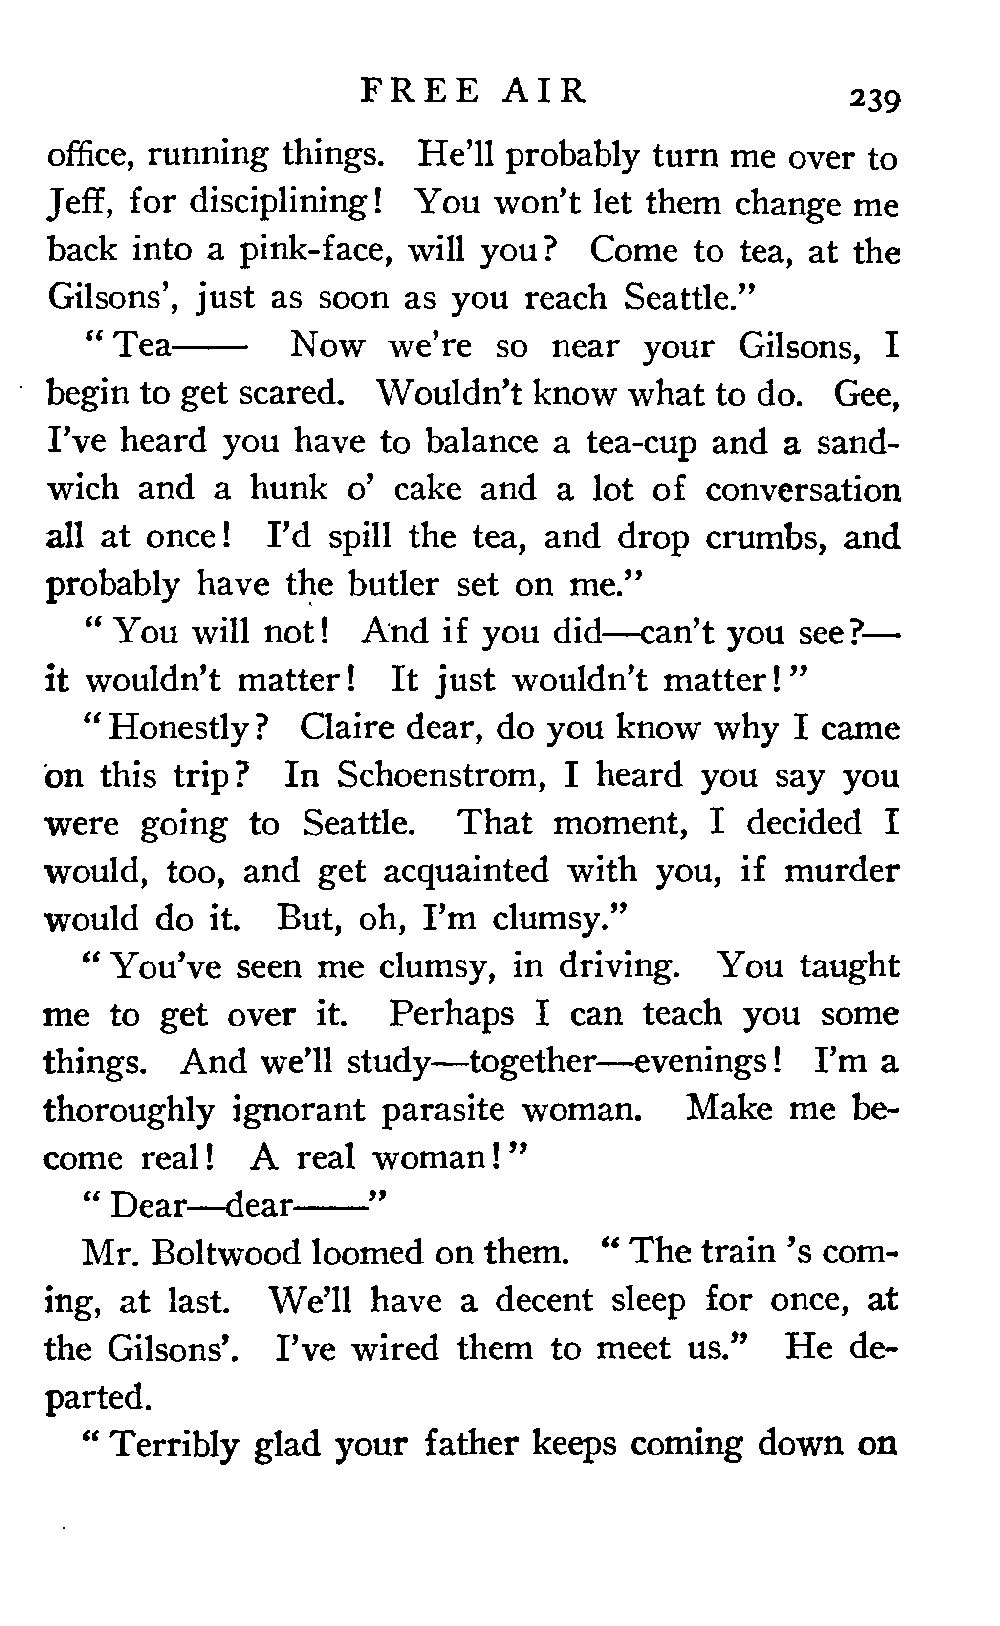 FREE AIR 239
office, running things. He'll probably turn me over to
Jeff, for disciplining! You won't let them change me
back into a pink-face, will you? Come to tea, at the
Gilsons', just as soon as you reach Seattle."
"Tea—— Now we're so near your Gilsons, I
begin to get scared. Wouldn't know what to do. Gee,
I've heard you have to balance a tea-cup and a sand-
wich and a hunk o' cake and a lot of conversation
all at once! I'd spill the tea, and drop crumbs, and
probably have the butler set on me."
"You will not! And if you did—can't you see?—
it wouldn't matter! It just wouldn't matter!"
"Honestly? Claire dear, do you know why I came
on this trip? In Schoenstrom, I heard you say you
were going to Seattle. That moment, I decided I
would, too, and get acquainted with you, if murder
would do it. But, oh, I'm clumsy."
"You've seen me clumsy, in driving. You taught
me to get over it. Perhaps I can teach you some
things. And we'll study—together—evenings! I'm a
thoroughly ignorant parasite woman. Make me be-
come real! A real woman!"
"Dear—dear——"
Mr. Boltwood loomed on them. "The train 's com-
ing, at last. We'll have a decent sleep for once, at
the Gilsons'. I've wired them to meet us." He de-
parted.
"Terribly glad your father keeps coming down on